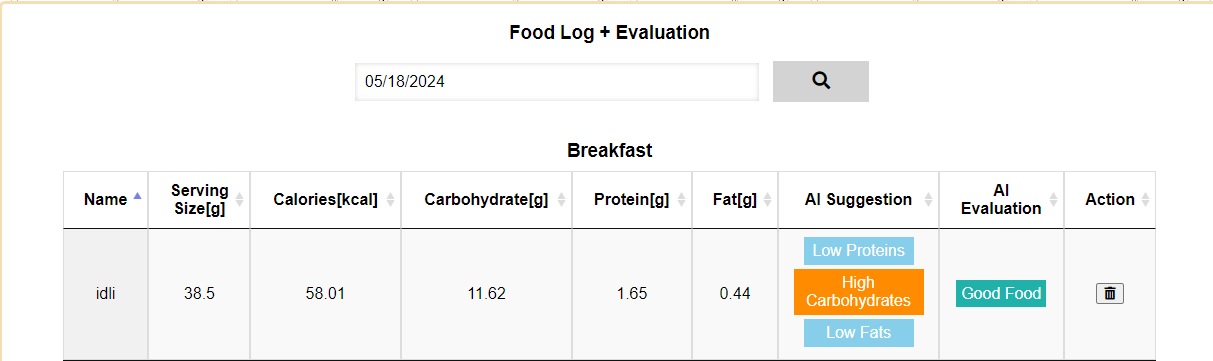 Food Log + Evaluation
05/18/2024
Breakfast
Name Serving Size[g] Calories[kcal] Carbohydrate[g] Protein[g] Fat[g] AI Suggestion AI Evaluation Action
idli 38.5 58.01 11.62 1.65 0.44 Low Proteins High Carbohydrates Low Fats Good Food